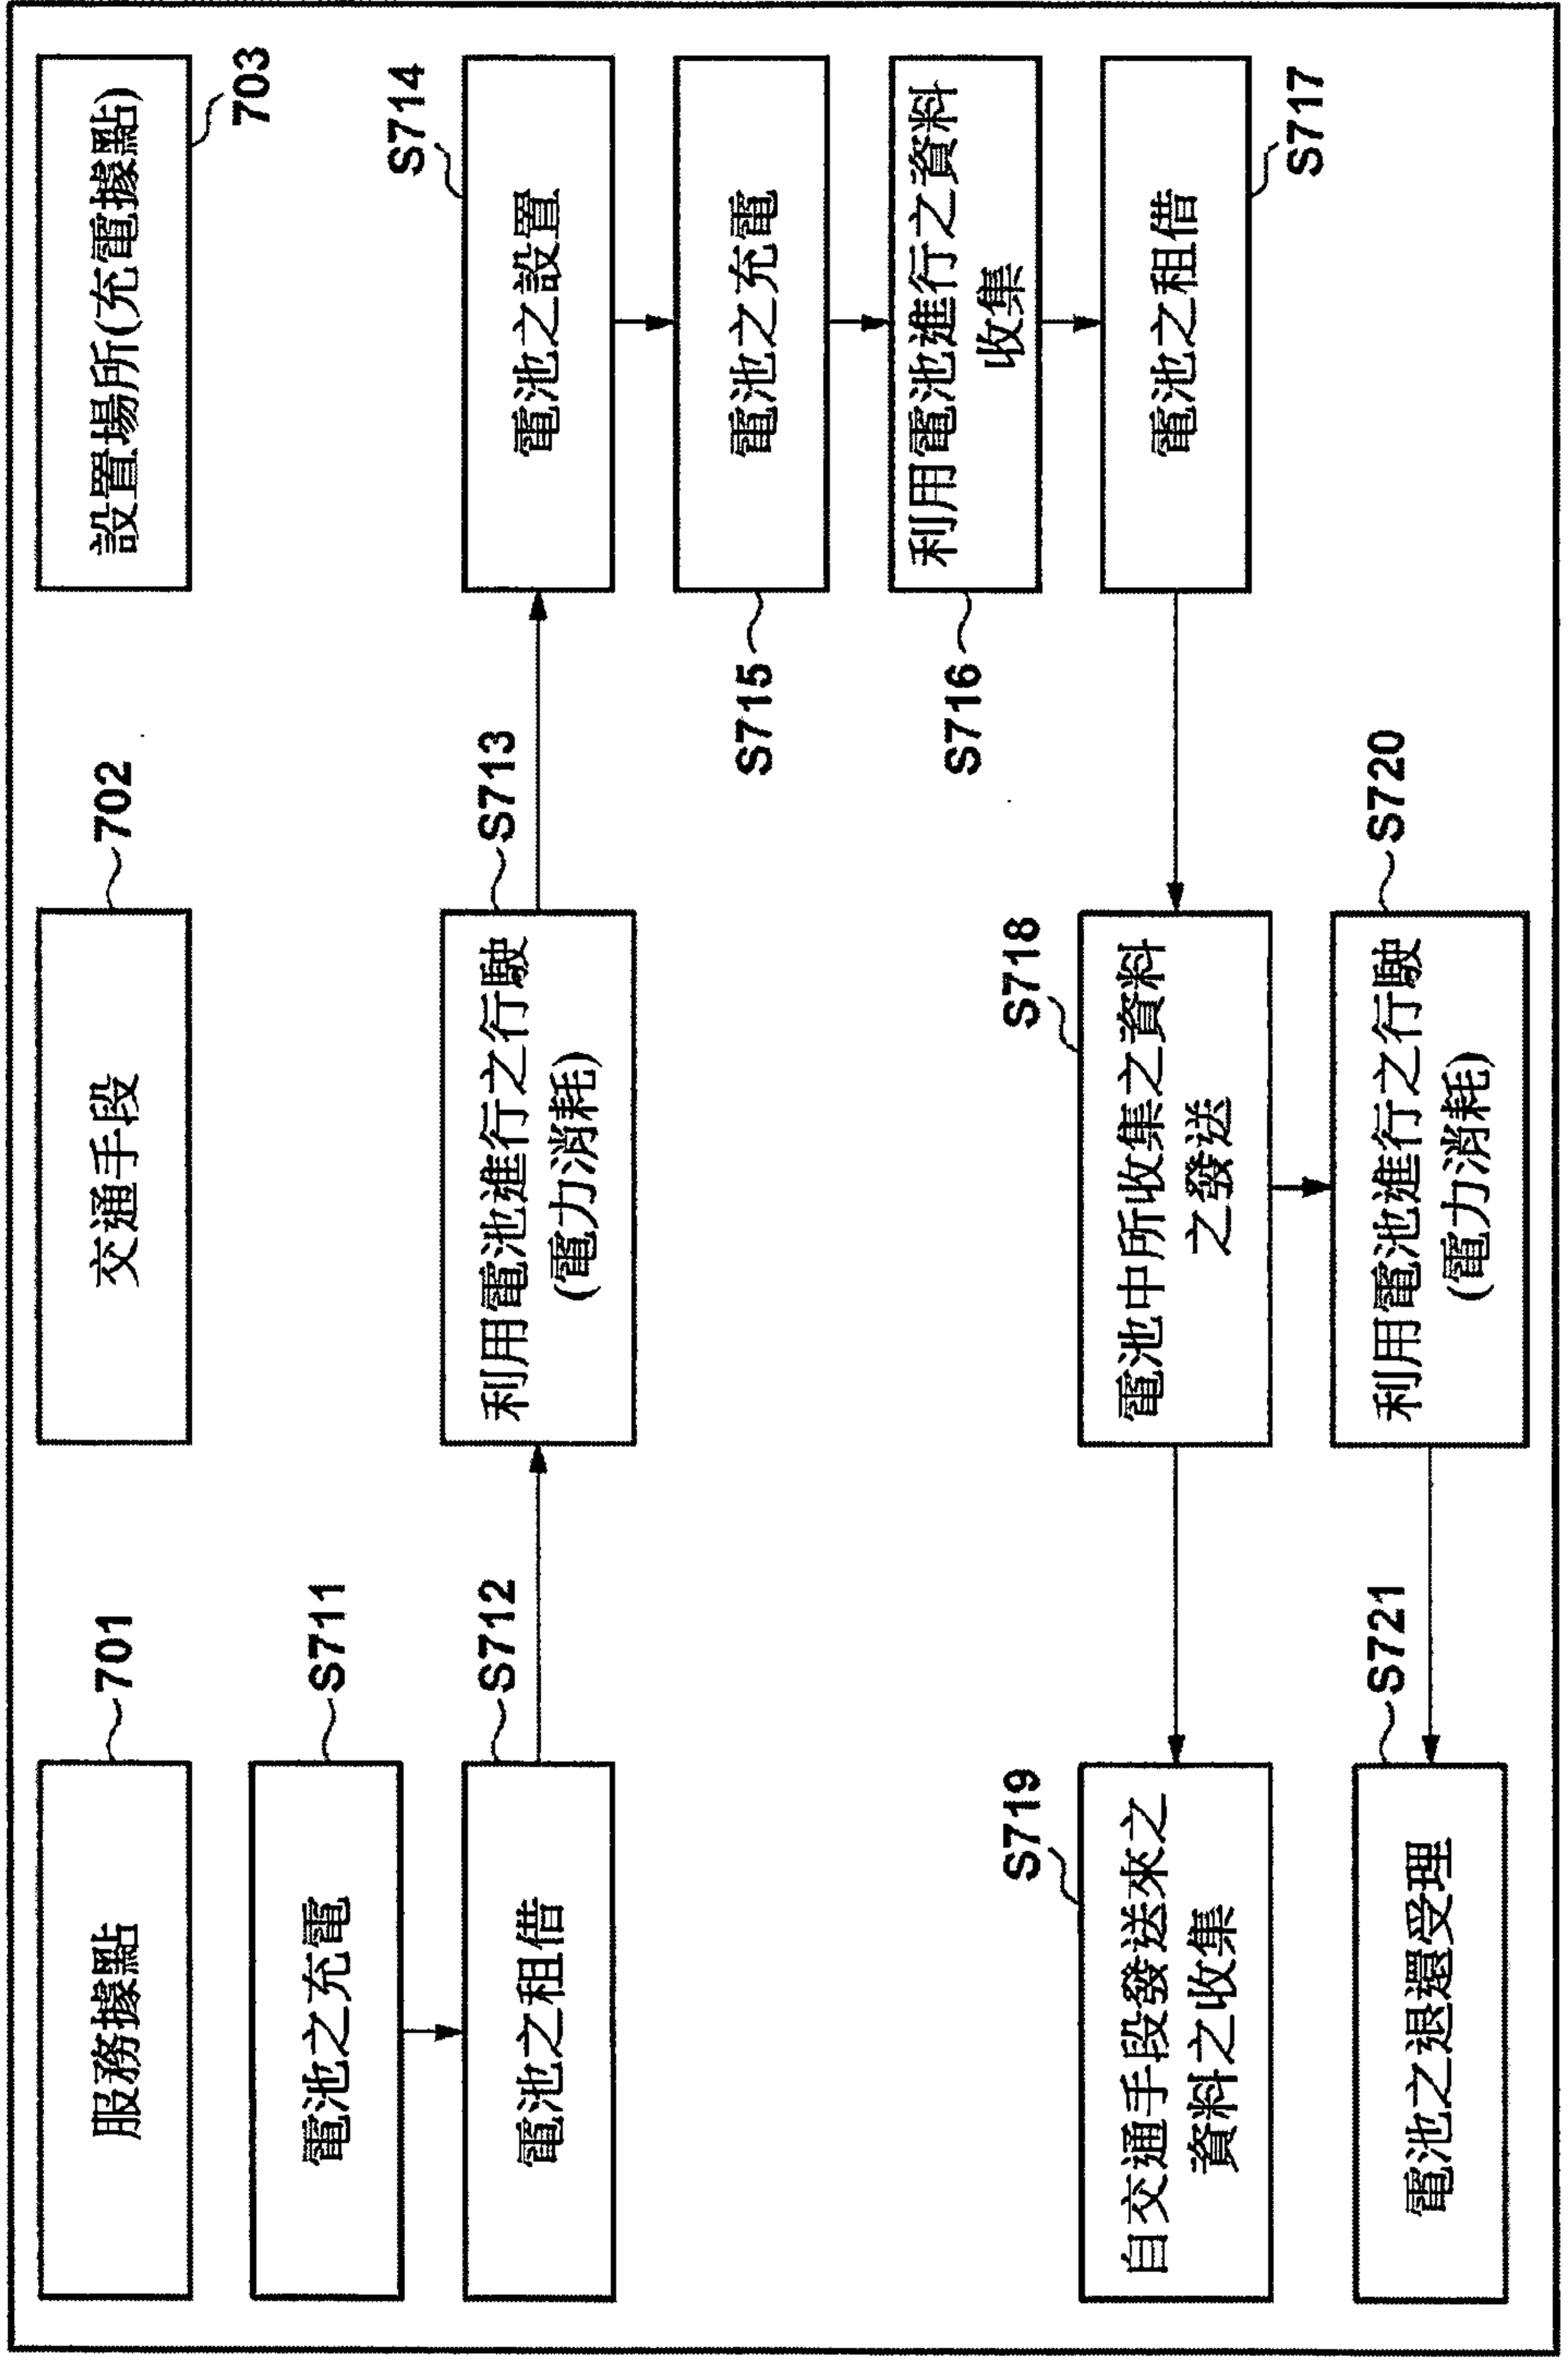 服務據點
701
交通手段
702
設置場所(充電據點)
703
電池之充電
S711
電池之租借
S712
利用電池進行之行駛
(電力消耗)
S713
電池之設置
S714
電池之充電
S715
利用電池進行之資料
收集
S716
電池之租借
S717
電池中所收集之資料
之發送
S718
自交通手段發送來之
資料之收集
S719
利用電池進行之行駛
(電力消耗)
S720
電池之退還受理
S721